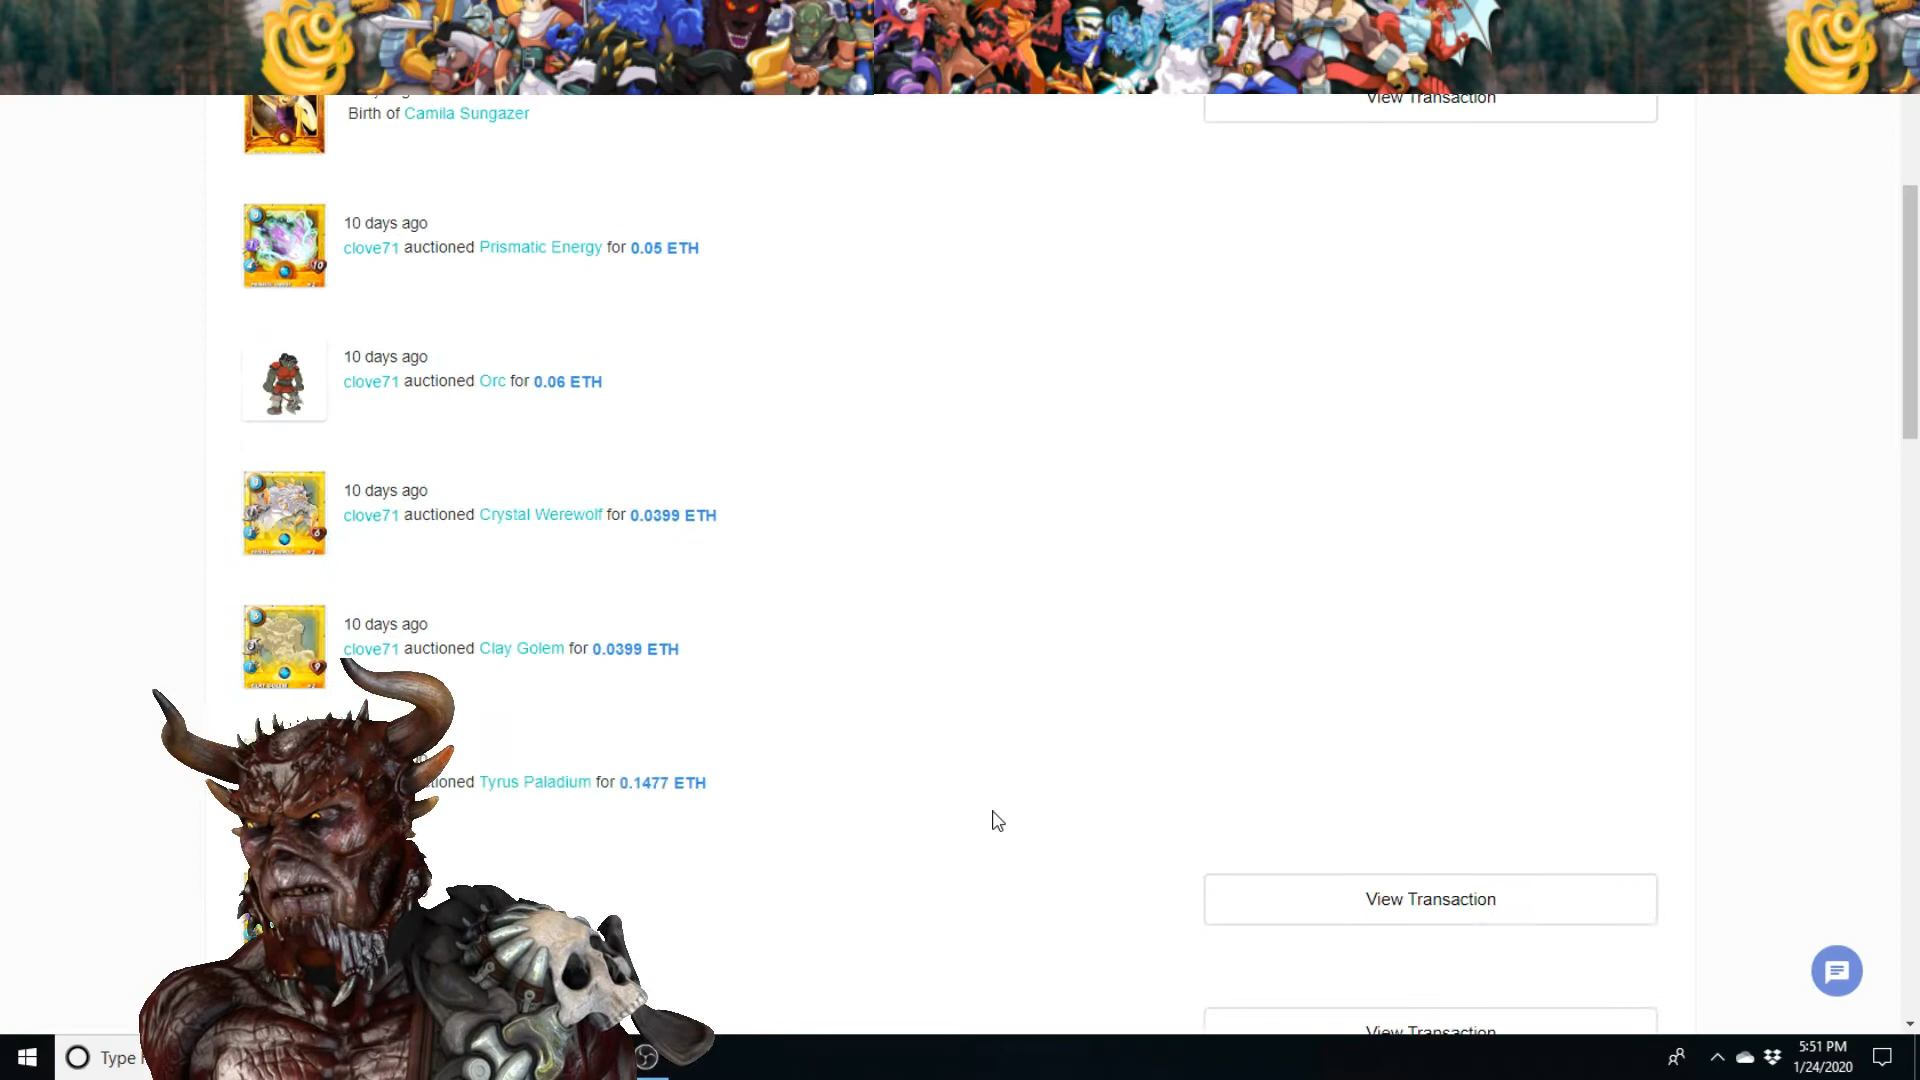 View Transaction
Birth of Camila Sungazer
10 days ago
clove71 auctioned Prismatic Energy for 0.05 ETH
10 days ago
clove71 auctioned Orc for 0.06 ETH
10 days ago
clove71 auctioned Crystal Werewolf for 0.0399 ETH
10 days ago
clove71 auctioned Clay Golem for 0.0399 ETH
tioned Tyrus Paladium for 0.1477 ETH
View Transaction
View Transaction
Type
5:51 PM
1/24/2020